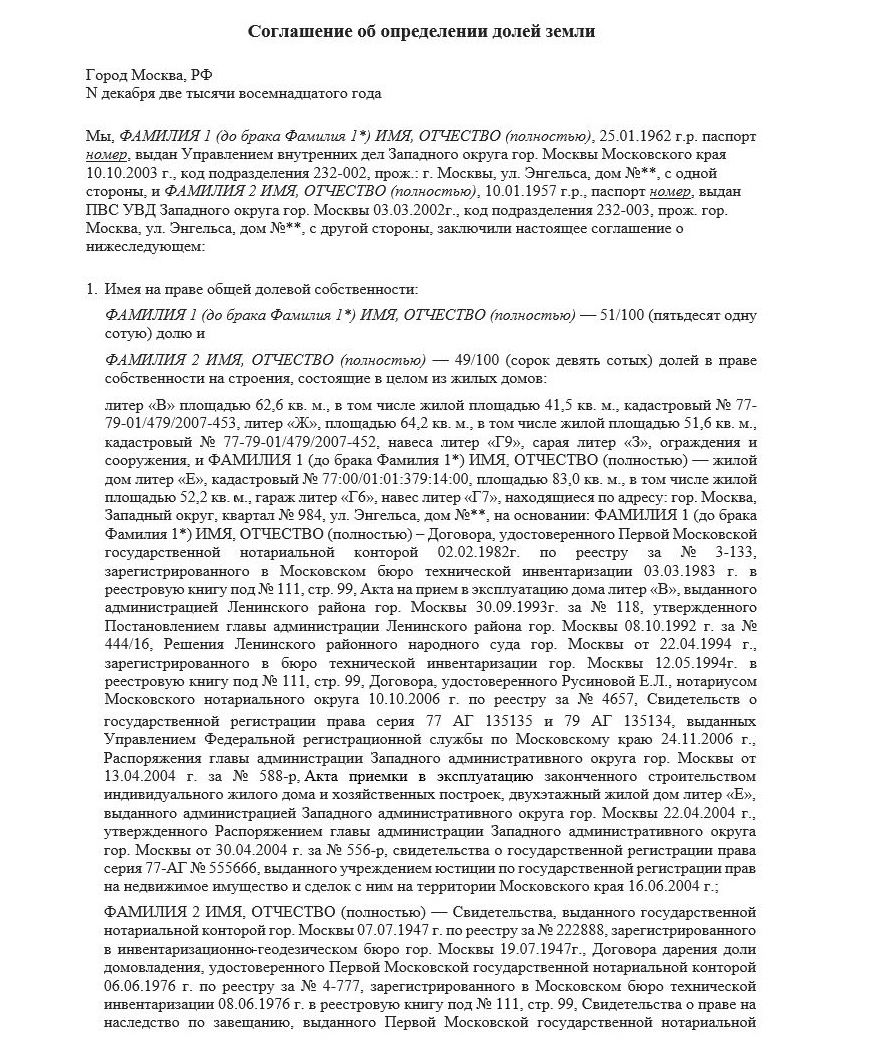 Соглашение об определении долей земли
Город Москва, РФ
N декабря две тысячи восемнадцатого года
Мы, ФАМИЛИЯ 1 (до брака Фамилия 1*) ИМЯ, ОТЧЕСТВО (полностью), 25.01.1962 г.р. паспорт
номер, выдан Управлением внутренних дел Западного округа гор. Москвы Московского края
10.10.2003 г., код подразделения 232-002, прож.: г. Москвы, ул. Энгельса, дом №**, с одной
стороны, и ФАМИЛИЯ 2 ИМЯ, ОТЧЕСТВО (полностью), 10.01.1957 г.р., паспорт номер, выдан
ПВС УВД Западного округа гор. Москвы 03.03.2002г., код подразделения 232-003, прож. гор.
Москва, ул. Энгельса, дом №**, с другой стороны, заключили настоящее соглашение о
нижеследующем:
1. Имея на праве общей долевой собственности:
ФАМИЛИЯ 1 (до брака Фамилия 1*) ИМЯ, ОТЧЕСТВО (полностью) — 51/100 (пятьдесят одну
сотую) долю и
ФАМИЛИЯ 2 ИМЯ, ОТЧЕСТВО (полностью) — 49/100 (сорок девять сотых) долей в праве
собственности на строения, состоящие в целом из жилых домов:
литер «В» площадью 62,6 кв. м., в том числе жилой площадью 41,5 кв. м., кадастровый № 77-
79-01/479/2007-453, литер «Ж», площадью 64,2 кв. м., в том числе жилой площадью 51,6 кв. м.,
кадастровый № 77-79-01/479/2007-452, навеса литер «Г9», сарая литер «З», ограждения и
сооружения, и ФАМИЛИЯ 1 (до брака Фамилия 1*) ИМЯ, ОТЧЕСТВО (полностью) — жилой
дом литер «Е», кадастровый № 77:00/01:01:379:14:00, площадью 83,0 кв. м., в том числе жилой
площадью 52,2 кв. м., гараж литер «Г6», навес литер «Г7», находящиеся по адресу: гор. Москва,
Западный округ, квартал № 984, ул. Энгельса, дом №**, на основании: ФАМИЛИЯ 1 (до брака
Фамилия 1*) ИМЯ, ОТЧЕСТВО (полностью) – Договора, удостоверенного Первой Московской
государственной нотариальной конторой 02.02.1982г. по реестру за № 3-133,
зарегистрированного в Московском бюро технической инвентаризации 03.03.1983 г. в
реестровую книгу под № 111, стр. 99, Акта на прием в эксплуатацию дома литер «В», выданного
администрацией Ленинского района гор. Москвы 30.09.1993г. за № 118, утвержденного
Постановлением главы администрации Ленинского района гор. Москвы 08.10.1992 г. за №
444/16, Решения Ленинского районного народного суда гор. Москвы от 22.04.1994 г.,
зарегистрированного в бюро технической инвентаризации гор. Москвы 12.05.1994г. в
реестровую книгу под № 111, стр. 99, Договора, удостоверенного Русиновой Е.Л., нотариусом
Московского нотариального округа 10.10.2006 г. по реестру за № 4657, Свидетельств о
государственной регистрации права серия 77 АГ 135135 и 79 АГ 135134, выданных
Управлением Федеральной регистрационной службы по Московскому краю 24.11.2006 г.,
Распоряжения главы администрации Западного административного округа гор. Москвы от
13.04.2004 г. за № 588-р, Акта приемки в эксплуатацию законченного строительством
индивидуального жилого дома и хозяйственных построек, двухэтажный жилой дом литер «Е»,
выданного администрацией Западного административного округа гор. Москвы 22.04.2004 г.,
утвержденного Распоряжением главы администрации Западного административного округа
гор. Москвы от 30.04.2004 г. за № 556-р, свидетельства о государственной регистрации права
серия 77-АГ № 555666, выданного учреждением юстиции по государственной регистрации прав
на недвижимое имущество и сделок с ним на территории Московского края 16.06.2004 г.;
ФАМИЛИЯ 2 ИМЯ, ОТЧЕСТВО (полностью) — Свидетельства, выданного государственной
нотариальной конторой гор. Москвы 07.07.1947 г. по реестру за № 222888, зарегистрированного
в инвентаризационно-геодезическом бюро гор. Москвы 19.07.1947г., Договора дарения доли
домовладения, удостоверенного Первой Московской государственной нотариальной конторой
06.06.1976 г. по реестру за № 4-777, зарегистрированного в Московском бюро технической
инвентаризации 08.06.1976 г. в реестровую книгу под № 111, стр. 99, Свидетельства о праве на
наследство по завещанию, выданного Первой Московской государственной нотариальной